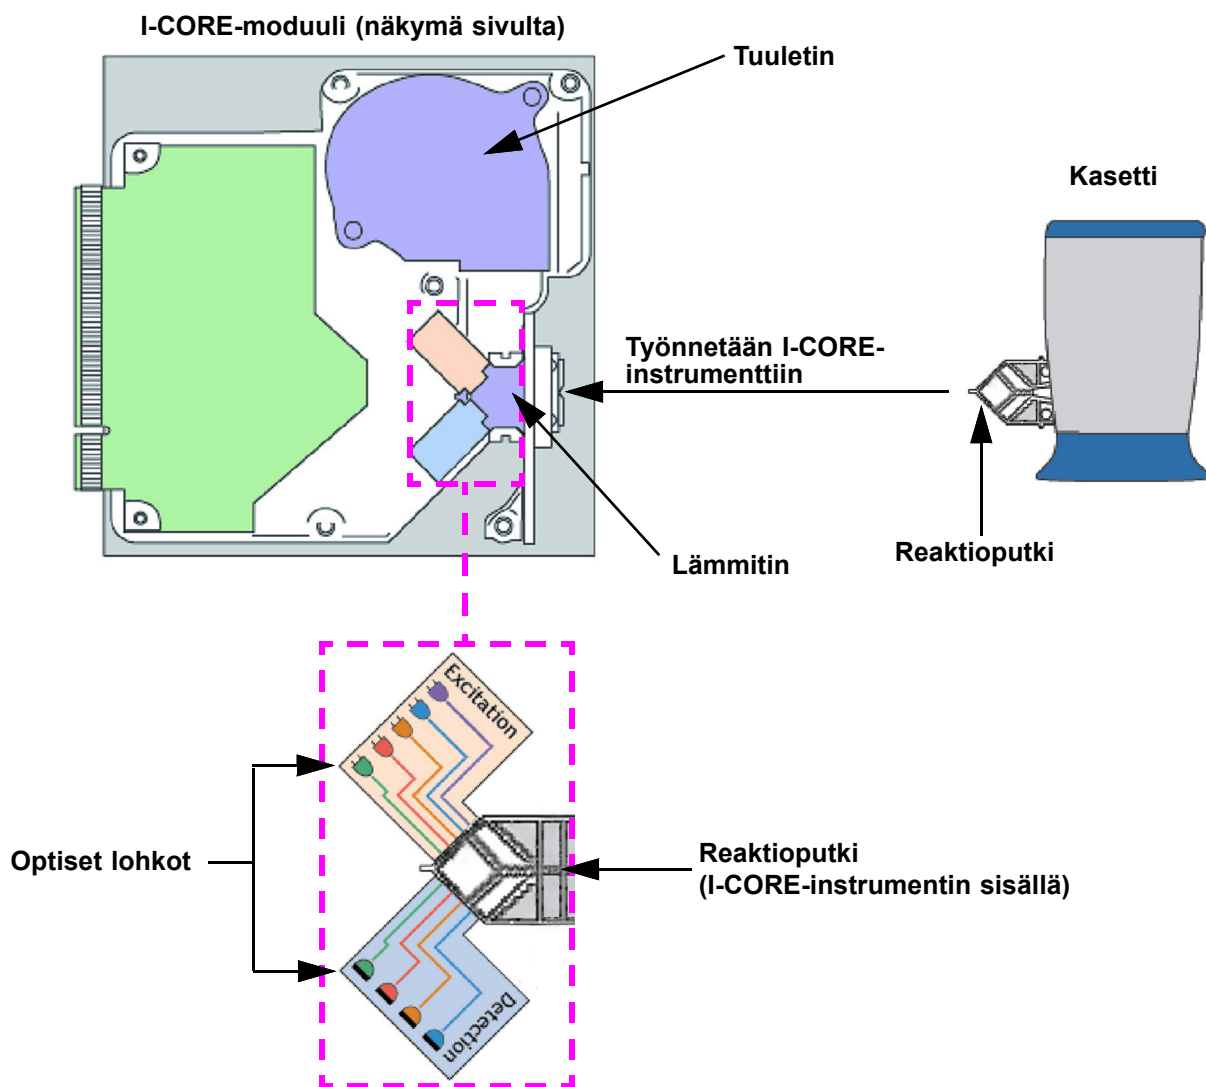 I-CORE-moduuli (näkymä sivulta)
Tuuletin
Kasetti
Työnnetään I-CORE-
instrumenttiin
Reaktioputki
Lämmitin
Excitation
Optiset lohkot
Reaktioputki
(I-CORE-instrumentin sisällä)
Detection